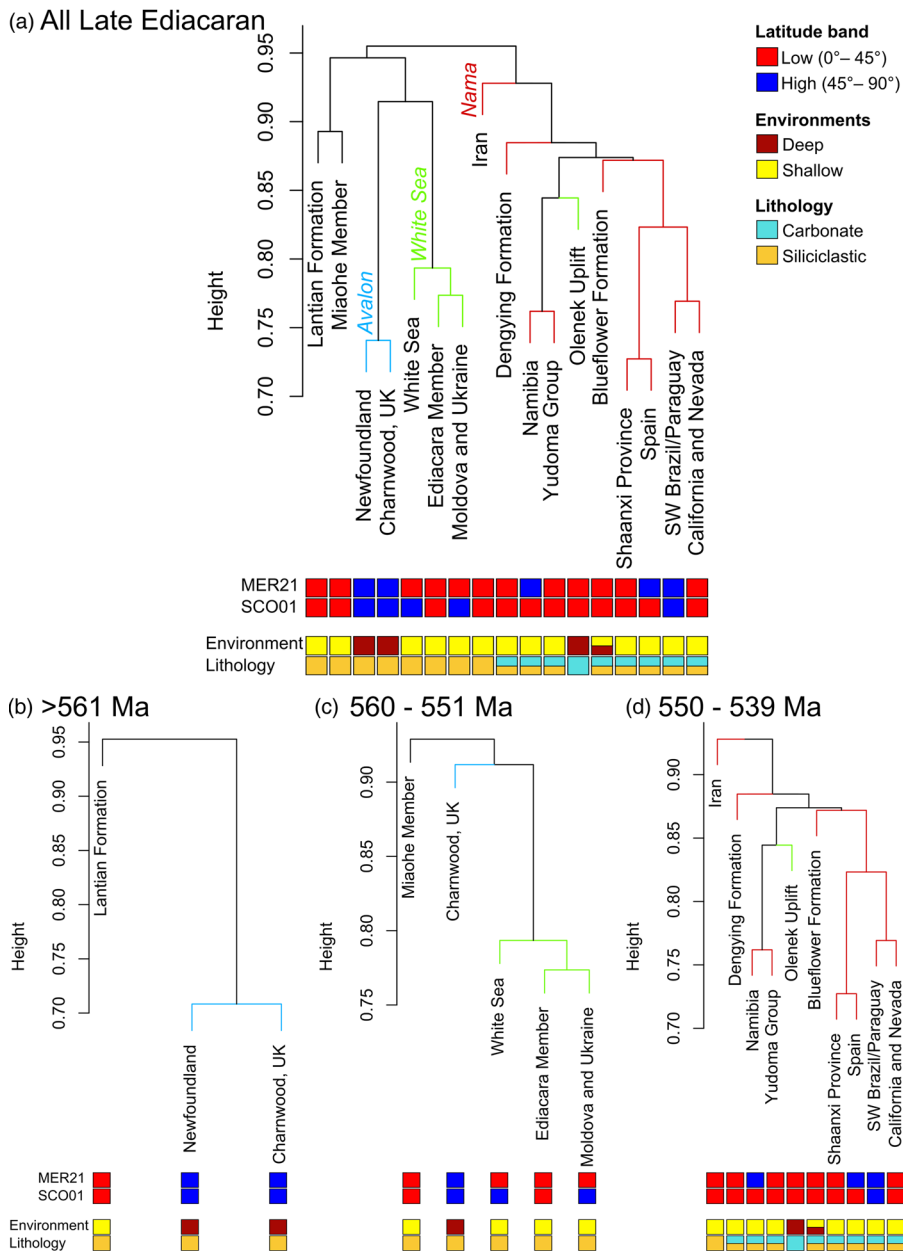 (a) All Late Ediacaran
Height
0.95
0.90
0.85
0.80
0.75
0.70
Lantian Formation
Miaohe Member
Avalon
Newfoundland
Charnwood, UK
White Sea
White Sea
Ediacara Member
Moldova and Ukraine
Nama
Iran
Dengying Formation
Namibia
Yudoma Group
Olenek Uplift
Blueflower Formation
Shaanxi Province
Spain
SW Brazil/Paraguay
California and Nevada
Latitude band
Low (0°– 45°)
High (45°– 90°)
Environments
Deep
Shallow
Lithology
Carbonate
Siliciclastic
MER21
SCO01
Environment
Lithology
(b) >561 Ma
Height
0.95
0.90
0.85
0.80
0.75
0.70
Lantian Formation
Newfoundland
Charnwood, UK
MER21
SCO01
Environment
Lithology
(c) 560 - 551 Ma
Height
0.90
0.85
0.80
0.75
Miaohe Member
Charnwood, UK
White Sea
Ediacara Member
Moldova and Ukraine
(d) 550 - 539 Ma
Height
0.90
0.85
0.80
0.75
0.70
Iran
Dengying Formation
Namibia
Yudoma Group
Olenek Uplift
Blueflower Formation
Shaanxi Province
Spain
SW Brazil/Paraguay
California and Nevada